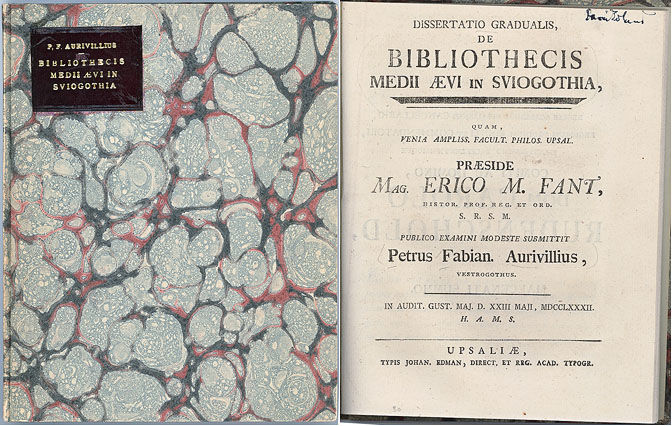 P. F. AURIVILLIUS
BIBLIOTHECIS
MEDII ÆVI IN
SVIOGOTHIA
DISSERTATIO GRADUALIS,
DE
BIBLIOTHECIS
MEDII ÆVI IN SVIOGOTHIA,
QUAM,
VENIA AMPLISS. FACULT. PHILOS. UPSAL.
PRÆSIDE
MAG. ERICO M. FANT,
HISTOR. PROF. REG. ET ORD.
S. R. S. M.
PUBLICO EXAMINI MODESTE SUBMITTIT
Petrus Fabian. Aurivillius,
VESTROGOTHUS.
IN AUDIT. GUST. MAJ. D. XXIII MAJI, MDCCLXXXII.
H. A. M. S.
UPSALIÆ,
TYPIS JOHAN. EDMAN, DIRECT. ET REG. ACAD. TYPOGR.